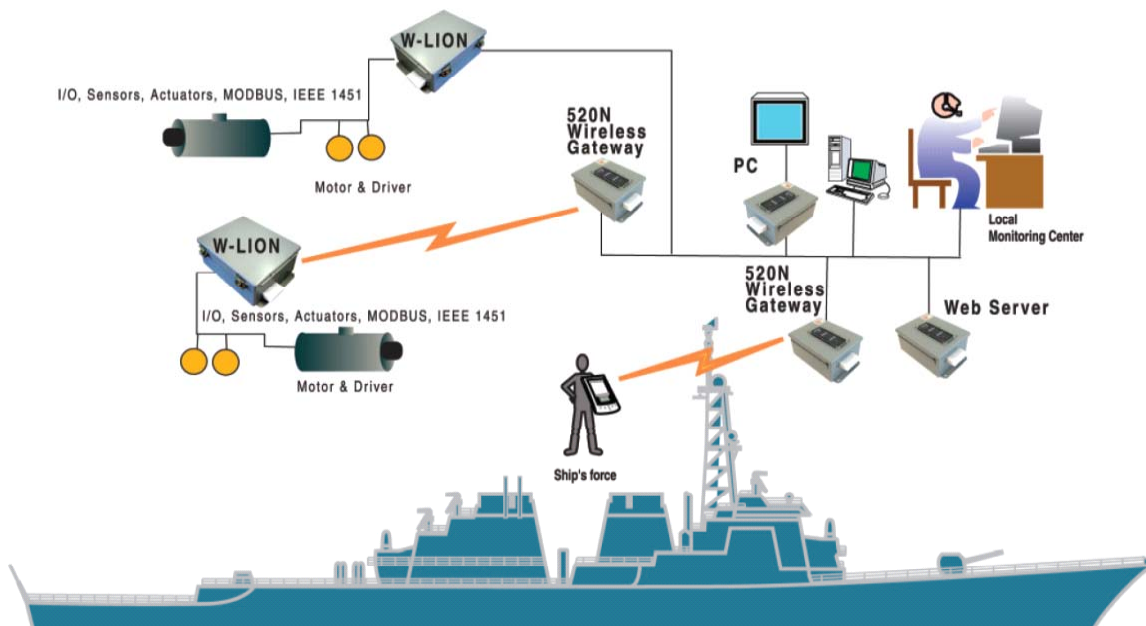 W-LION
I/O, Sensors, Actuators, MODBUS, IEEE 1451
Motor & Driver
520N
Wireless
Gateway
PC
Local
Monitoring Center
W-LION
I/O, Sensors, Actuators, MODBUS, IEEE 1451
Motor & Driver
520N
Wireless
Gateway
Web Server
Ship's force